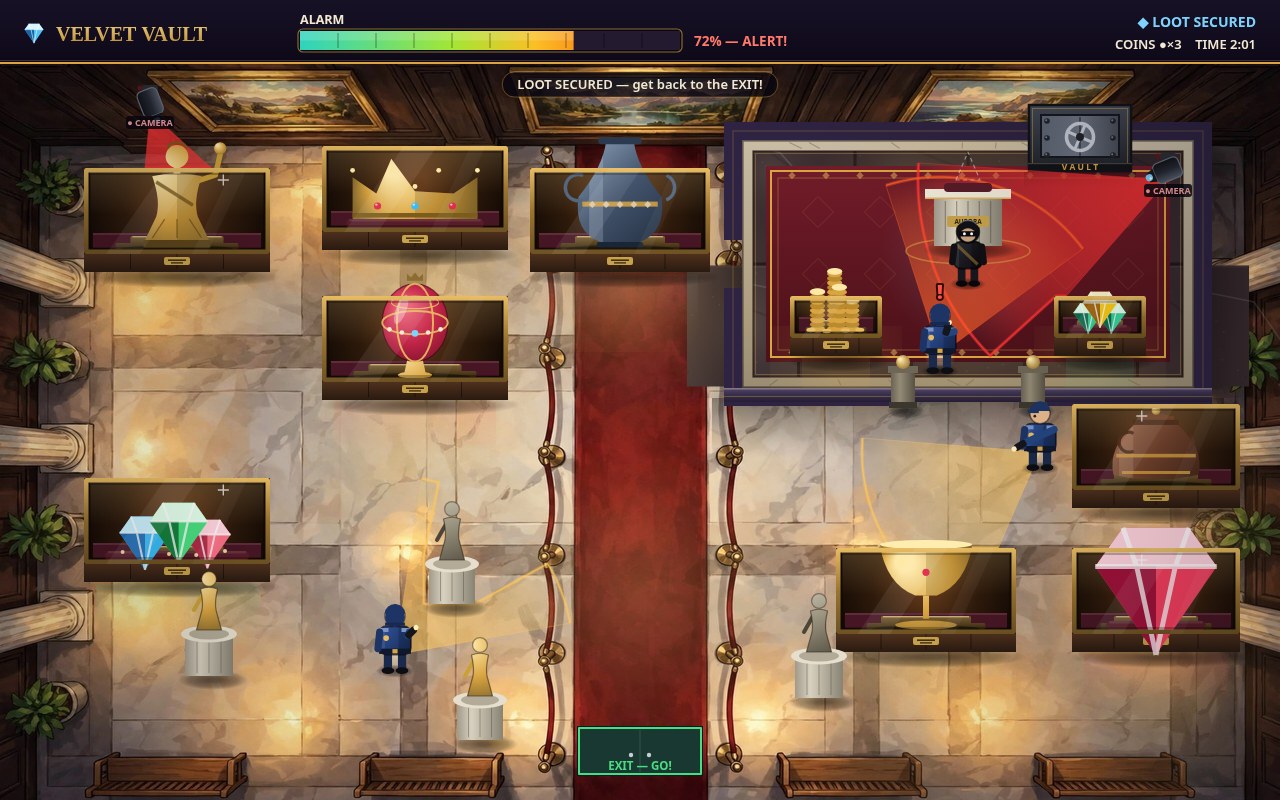 VELVET VAULT
ALARM
72% — ALERT!
◆ LOOT SECURED
COINS ●×3 TIME 2:01
LOOT SECURED — get back to the EXIT!
● CAMERA
VAULT
● CAMERA
AURORA
!
EXIT — GO!